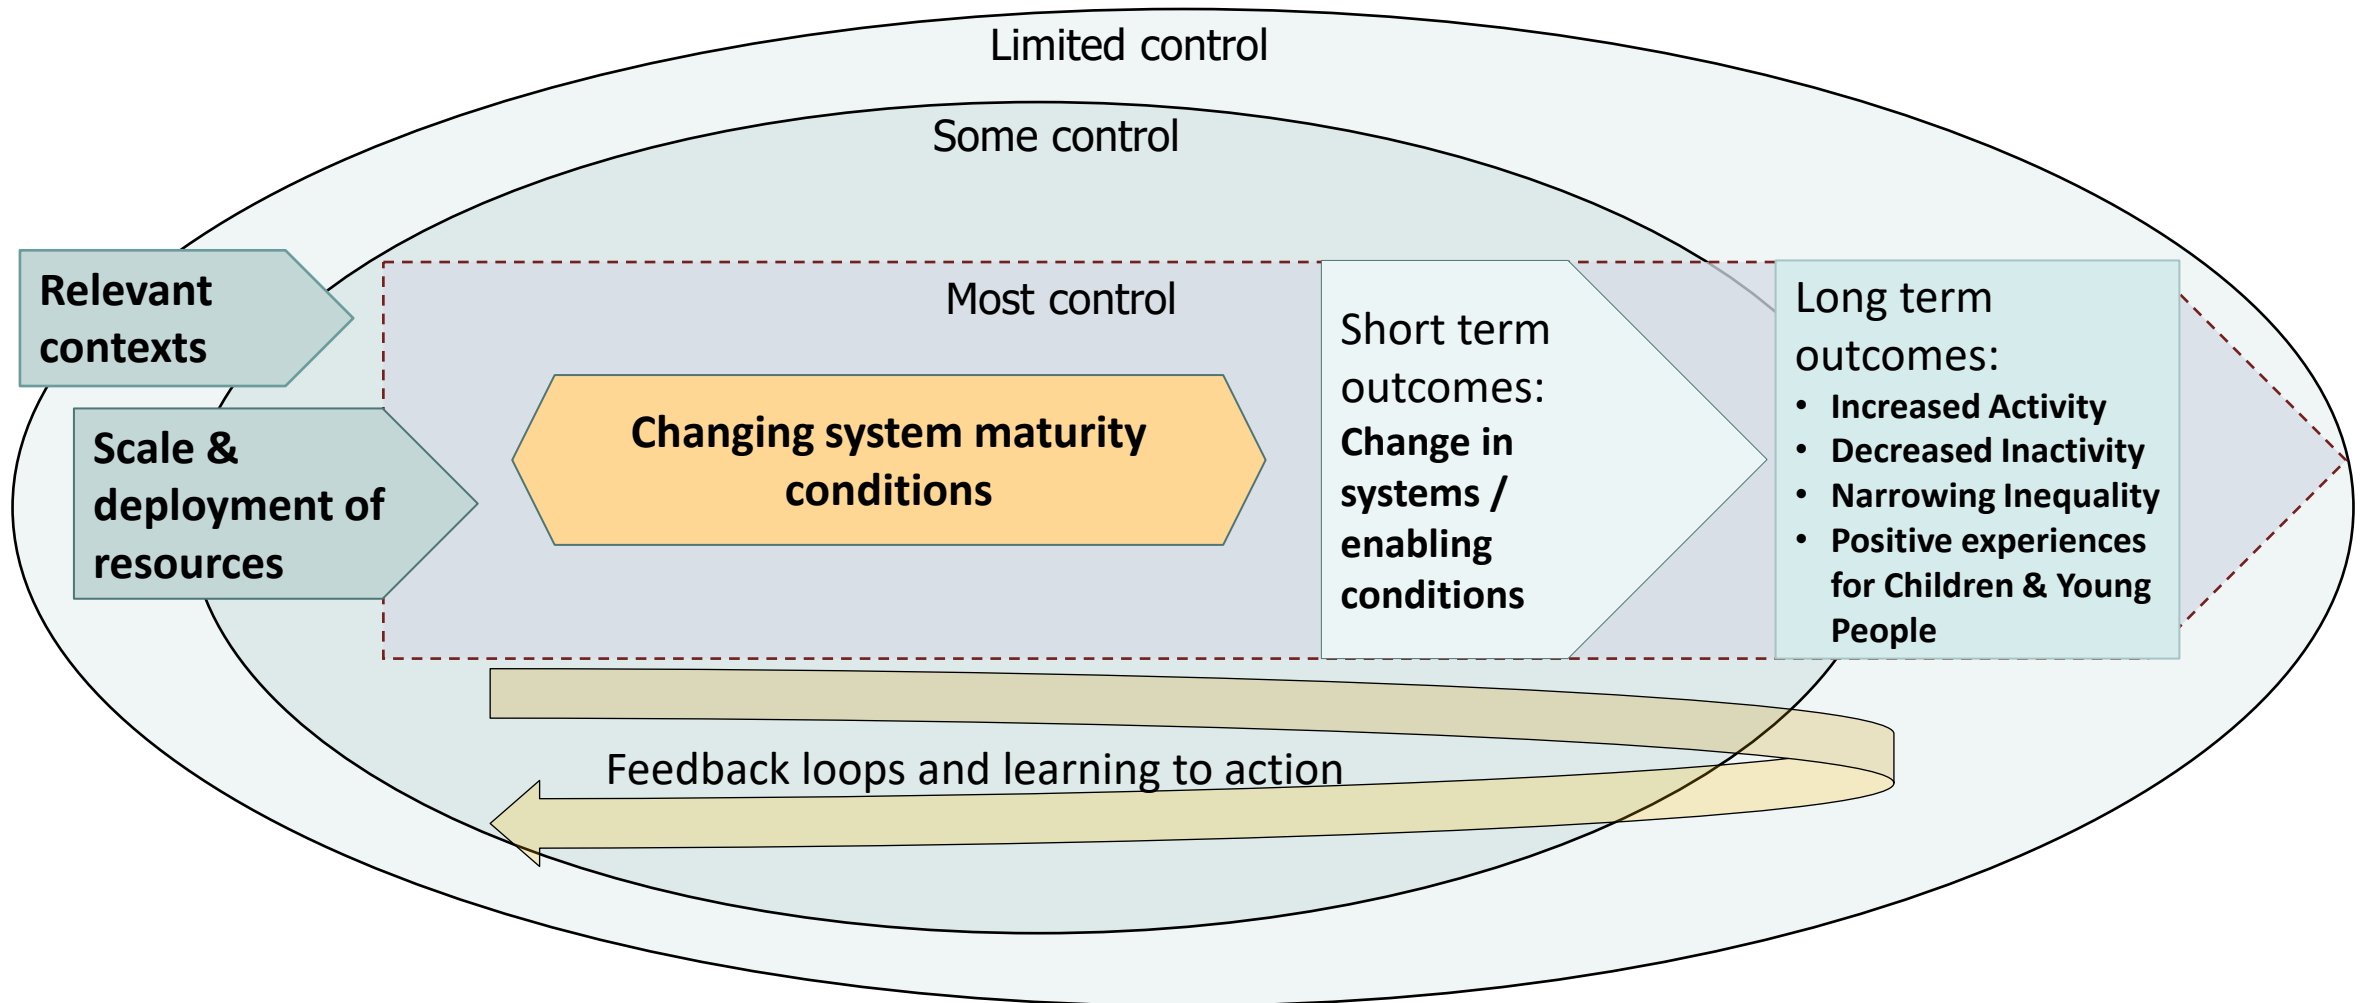 Limited control
Some control
Most control
Relevant
contexts
Scale &
deployment of
resources
Changing system maturity
conditions
Short term
outcomes:
Change in
systems /
enabling
conditions
Long term
outcomes:
• Increased Activity
• Decreased Inactivity
• Narrowing Inequality
• Positive experiences
for Children & Young
People
Feedback loops and learning to action